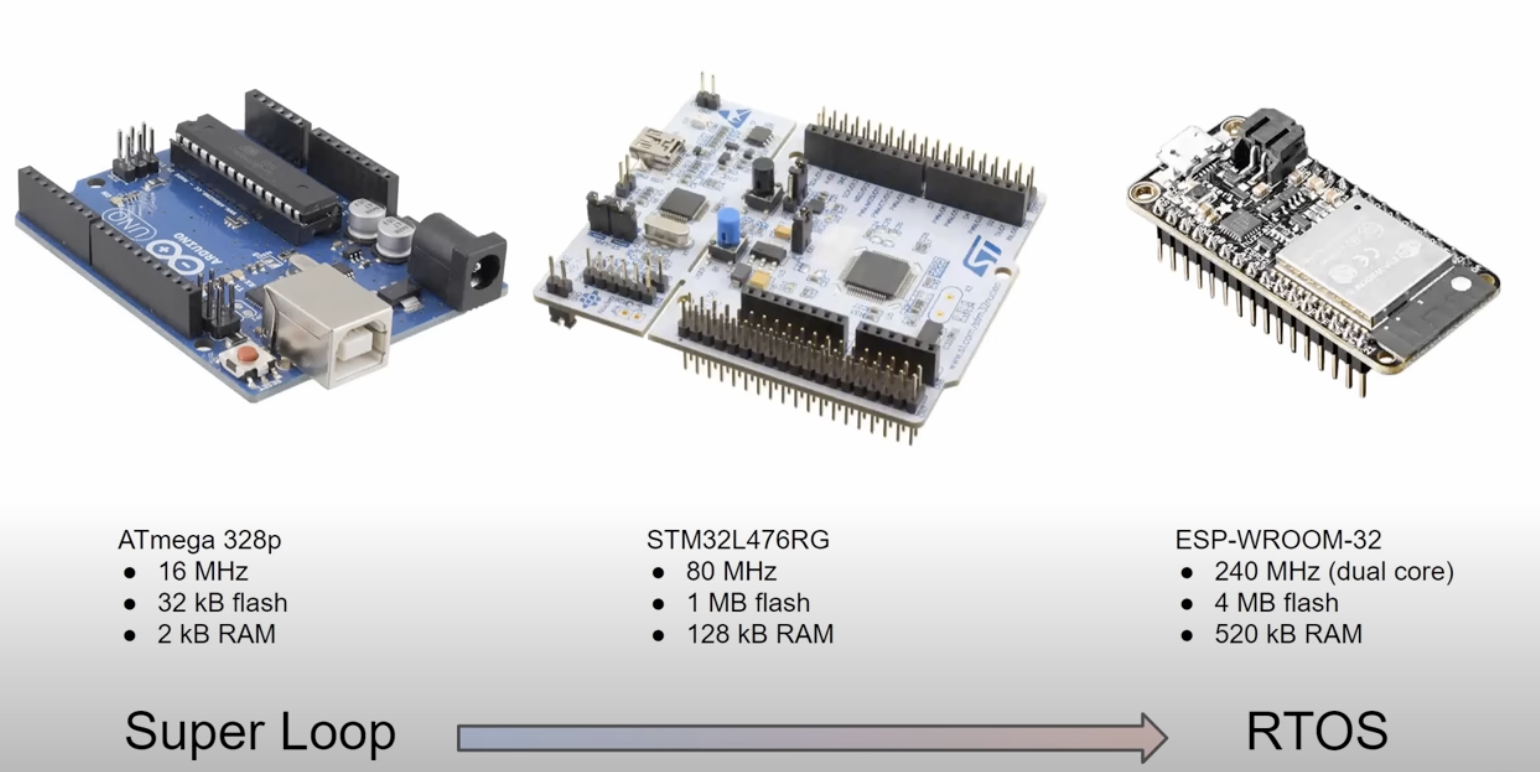 ARDUINO
UNO
ATmega 328p
● 16 MHz
● 32 kB flash
● 2 kB RAM
STM32L476RG
● 80 MHz
● 1 MB flash
● 128 kB RAM
ESP-WROOM-32
● 240 MHz (dual core)
● 4 MB flash
● 520 kB RAM
Super Loop
RTOS